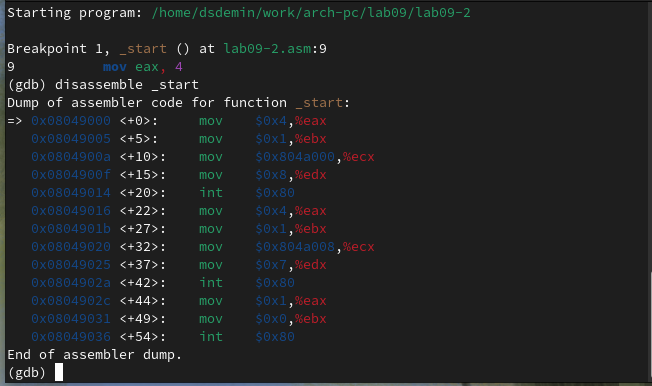 Starting program: /home/dsdemin/work/arch-pc/lab09/lab09-2
Breakpoint 1, _start () at lab09-2.asm:9
9           mov eax, 4
(gdb) disassemble _start
Dump of assembler code for function _start:
=> 0x08049000 <+0>:     mov    $0x4,%eax
   0x08049005 <+5>:     mov    $0x1,%ebx
   0x0804900a <+10>:    mov    $0x804a000,%ecx
   0x0804900f <+15>:    mov    $0x8,%edx
   0x08049014 <+20>:    int    $0x80
   0x08049016 <+22>:    mov    $0x4,%eax
   0x0804901b <+27>:    mov    $0x1,%ebx
   0x08049020 <+32>:    mov    $0x804a008,%ecx
   0x08049025 <+37>:    mov    $0x7,%edx
   0x0804902a <+42>:    int    $0x80
   0x0804902c <+44>:    mov    $0x1,%eax
   0x08049031 <+49>:    mov    $0x0,%ebx
   0x08049036 <+54>:    int    $0x80
End of assembler dump.
(gdb)